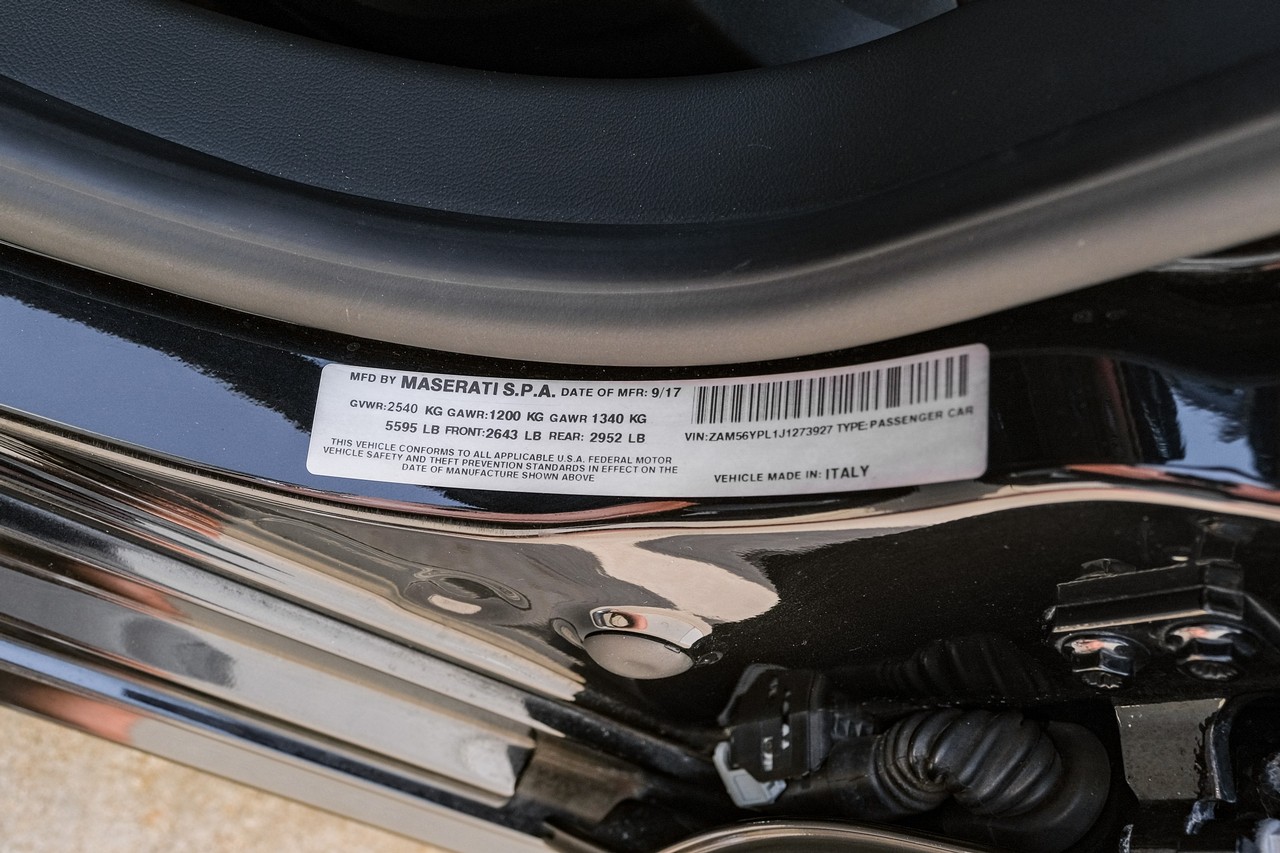 MFD BY MASERATI S.P.A. DATE OF MFR: 9/17
GVWR:2540 KG GAWR:1200 KG GAWR 1340 KG
5595 LB FRONT:2643 LB REAR: 2952 LB
THIS VEHICLE CONFORMS TO ALL APPLICABLE U.S.A. FEDERAL MOTOR
VEHICLE SAFETY AND THEFT PREVENTION STANDARDS IN EFFECT ON THE
DATE OF MANUFACTURE SHOWN ABOVE
VIN:ZAM56YPL1J1273927 TYPE:PASSENGER CAR
VEHICLE MADE IN: ITALY